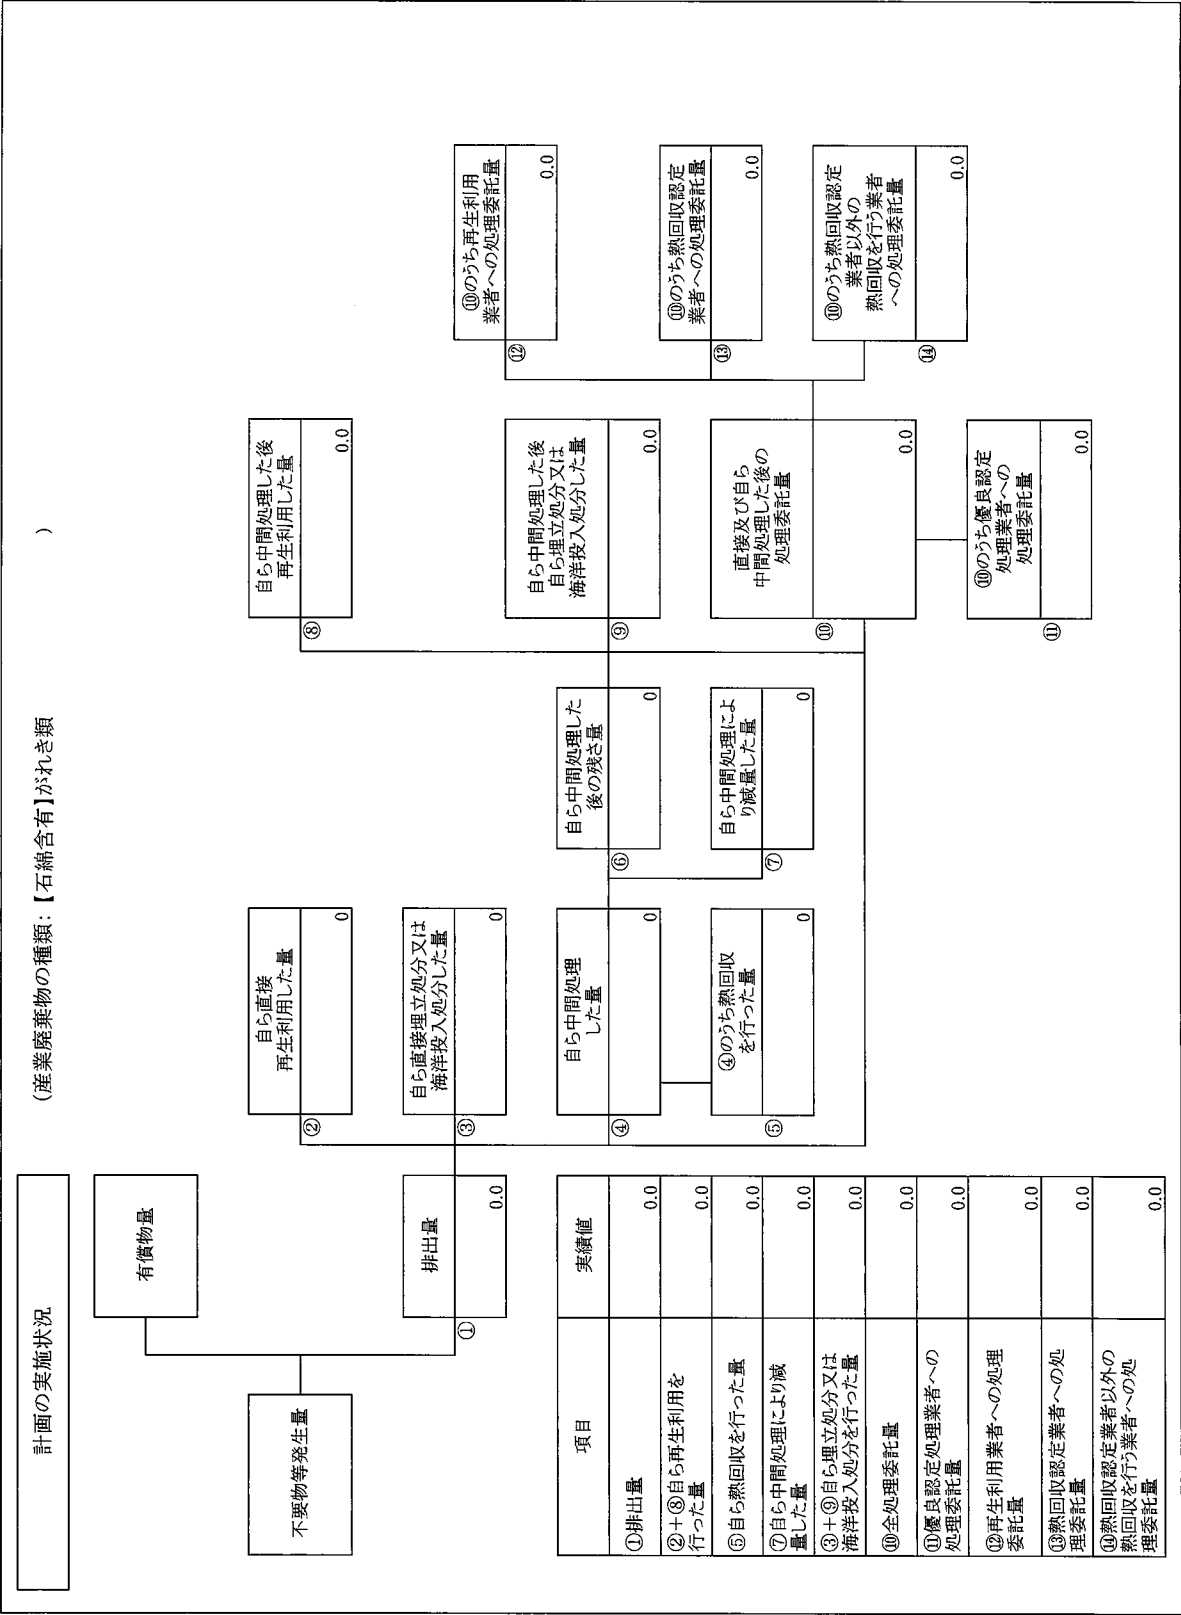 計画の実施状況
（産業廃棄物の種類：【石綿含有】がれき類　　）
不要物等発生量
有償物量
①
排出量
0.0
②
自ら直接
再生利用した量
0
③
自ら直接埋立処分又は
海洋投入処分した量
0
④
自ら中間処理
した量
0
⑤
④のうち熱回収
を行った量
0
⑥
自ら中間処理した
後の残さ量
0
⑦
自ら中間処理によ
り減量した量
0
⑧
自ら中間処理した後
再生利用した量
0.0
⑨
自ら中間処理した後
自ら埋立処分又は
海洋投入処分した量
0.0
⑩
直接及び自ら
中間処理した後の
処理委託量
0.0
⑪
⑩のうち優良認定
処理業者への
処理委託量
0.0
⑫
⑩のうち再生利用
業者への処理委託量
0.0
⑬
⑩のうち熱回収認定
業者への処理委託量
0.0
⑭
⑩のうち熱回収認定
業者以外の
熱回収を行う業者
への処理委託量
0.0
項目　実績値
①排出量　0.0
②＋⑧自ら再生利用を
行った量　0.0
⑤自ら熱回収を行った量　0.0
⑦自ら中間処理により減
量した量　0.0
③＋⑨自ら埋立処分又は
海洋投入処分を行った量　0.0
⑩全処理委託量　0.0
⑪優良認定処理業者への
処理委託量　0.0
⑫再生利用業者への処理
委託量　0.0
⑬熱回収認定業者への処
理委託量　0.0
⑭熱回収認定業者以外の
熱回収を行う業者への処
理委託量　0.0